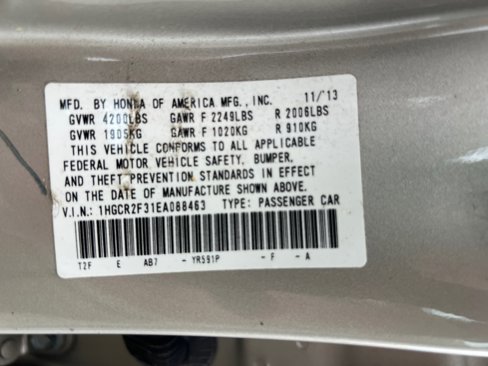 MFD. BY HONDA OF AMERICA MFG., INC. 11/13
GVWR 4200LBS GAWR F 2249LBS R 2006LBS
GVWR 1905KG GAWR F 1020KG R 910KG
THIS VEHICLE CONFORMS TO ALL APPLICABLE
FEDERAL MOTOR VEHICLE SAFETY, BUMPER,
AND THEFT PREVENTION STANDARDS IN EFFECT
ON THE DATE OF MANUFACTURE SHOWN ABOVE.
V.I.N.: 1HGCR2F31EA088463 TYPE: PASSENGER CAR
T2F E AB7 - YR591P - F - A